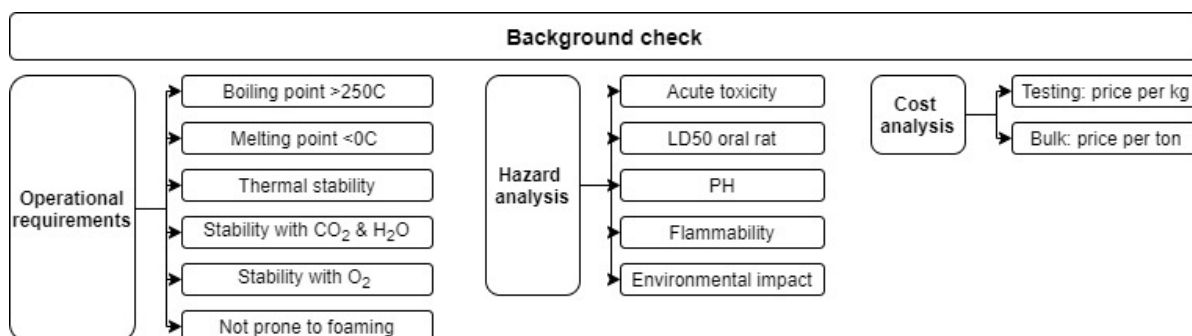 Background check
Operational
requirements
Boiling point >250C
Melting point <0C
Thermal stability
Stability with CO₂ & H₂O
Stability with O₂
Not prone to foaming
Hazard
analysis
Acute toxicity
LD50 oral rat
PH
Flammability
Environmental impact
Cost
analysis
Testing: price per kg
Bulk: price per ton